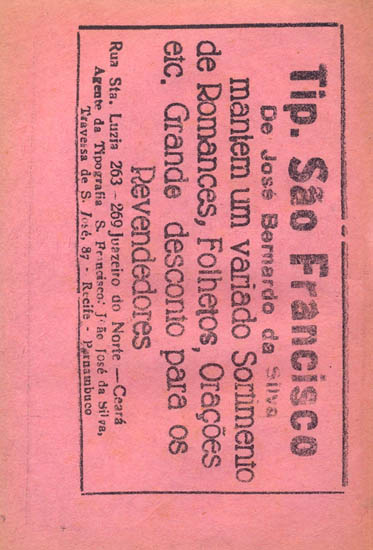 Tip. São Francisco
De José Bernardo da Silva
mantem um variado Sorimento
de Romances, Folhetos, Orações
etc. Grande desconto para os
Revendedores
Rua Sta. Luzia 263-269 Juazeiro do Norte—Ceará
Agente da Tipografia S. Francisco: João José da Silva,
Travessa de S. José, 87 - Recife - Pernambuco